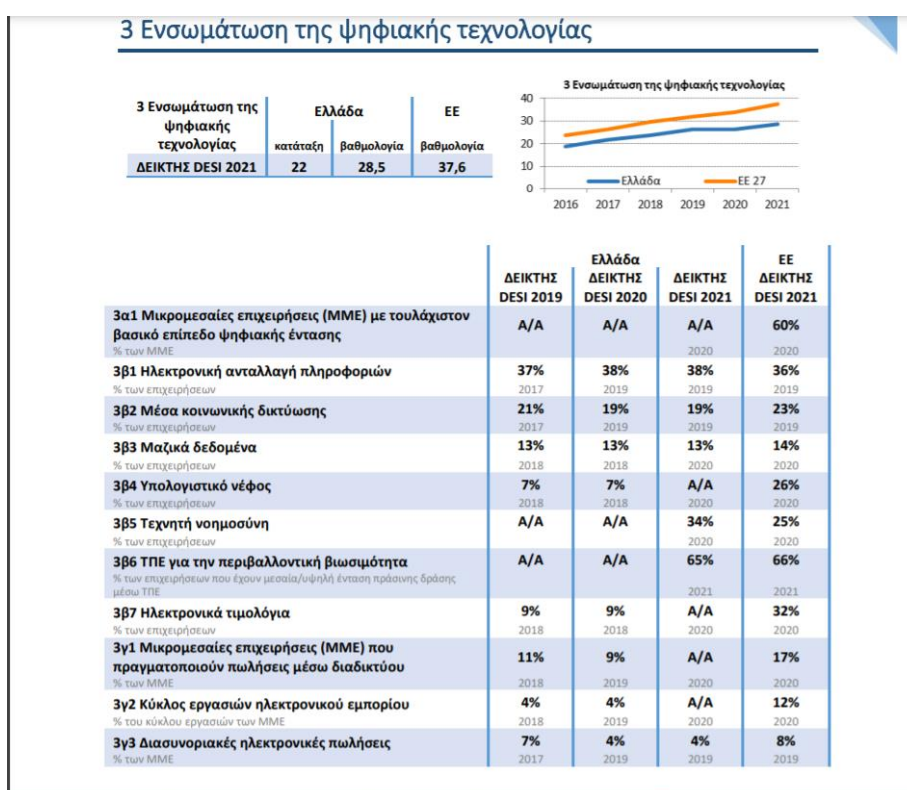 3 Ενσωμάτωση της ψηφιακής τεχνολογίας
3 Ενσωμάτωση της ψηφιακής τεχνολογίας Ελλάδα ΕΕ
κατάταξη βαθμολογία βαθμολογία
ΔΕΙΚΤΗΣ DESI 2021 22 28,5 37,6
3 Ενσωμάτωση της ψηφιακής τεχνολογίας
40
30
20
10
0
Ελλάδα ΕΕ 27
2016 2017 2018 2019 2020 2021
Ελλάδα ΕΕ
ΔΕΙΚΤΗΣ DESI 2019 ΔΕΙΚΤΗΣ DESI 2020 ΔΕΙΚΤΗΣ DESI 2021 ΔΕΙΚΤΗΣ DESI 2021
3α1 Μικρομεσαίες επιχειρήσεις (ΜΜΕ) με τουλάχιστον
βασικό επίπεδο ψηφιακής έντασης Α/Α Α/Α Α/Α 60%
% των ΜΜΕ 2020 2020
3β1 Ηλεκτρονική ανταλλαγή πληροφοριών 37% 38% 38% 36%
% των επιχειρήσεων 2017 2019 2019 2019
3β2 Μέσα κοινωνικής δικτύωσης 21% 19% 19% 23%
% των επιχειρήσεων 2017 2019 2019 2019
3β3 Μαζικά δεδομένα 13% 13% 13% 14%
% των επιχειρήσεων 2018 2018 2020 2020
3β4 Υπολογιστικό νέφος 7% 7% Α/Α 26%
% των επιχειρήσεων 2018 2018 2020 2020
3β5 Τεχνητή νοημοσύνη Α/Α Α/Α 34% 25%
% των επιχειρήσεων 2020 2020
3β6 ΤΠΕ για την περιβαλλοντική βιωσιμότητα Α/Α Α/Α 65% 66%
% των επιχειρήσεων που έχουν μεσαία/υψηλή ένταση πράσινης δράσης
μέσω ΤΠΕ 2021 2021
3β7 Ηλεκτρονικά τιμολόγια 9% 9% Α/Α 32%
% των επιχειρήσεων 2018 2018 2020 2020
3γ1 Μικρομεσαίες επιχειρήσεις (ΜΜΕ) που
πραγματοποιούν πωλήσεις μέσω διαδικτύου 11% 9% Α/Α 17%
% των ΜΜΕ 2018 2019 2020 2020
3γ2 Κύκλος εργασιών ηλεκτρονικού εμπορίου 4% 4% Α/Α 12%
% του κύκλου εργασιών των ΜΜΕ 2018 2019 2020 2020
3γ3 Διασυνοριακές ηλεκτρονικές πωλήσεις 7% 4% 4% 8%
% των ΜΜΕ 2017 2019 2019 2019